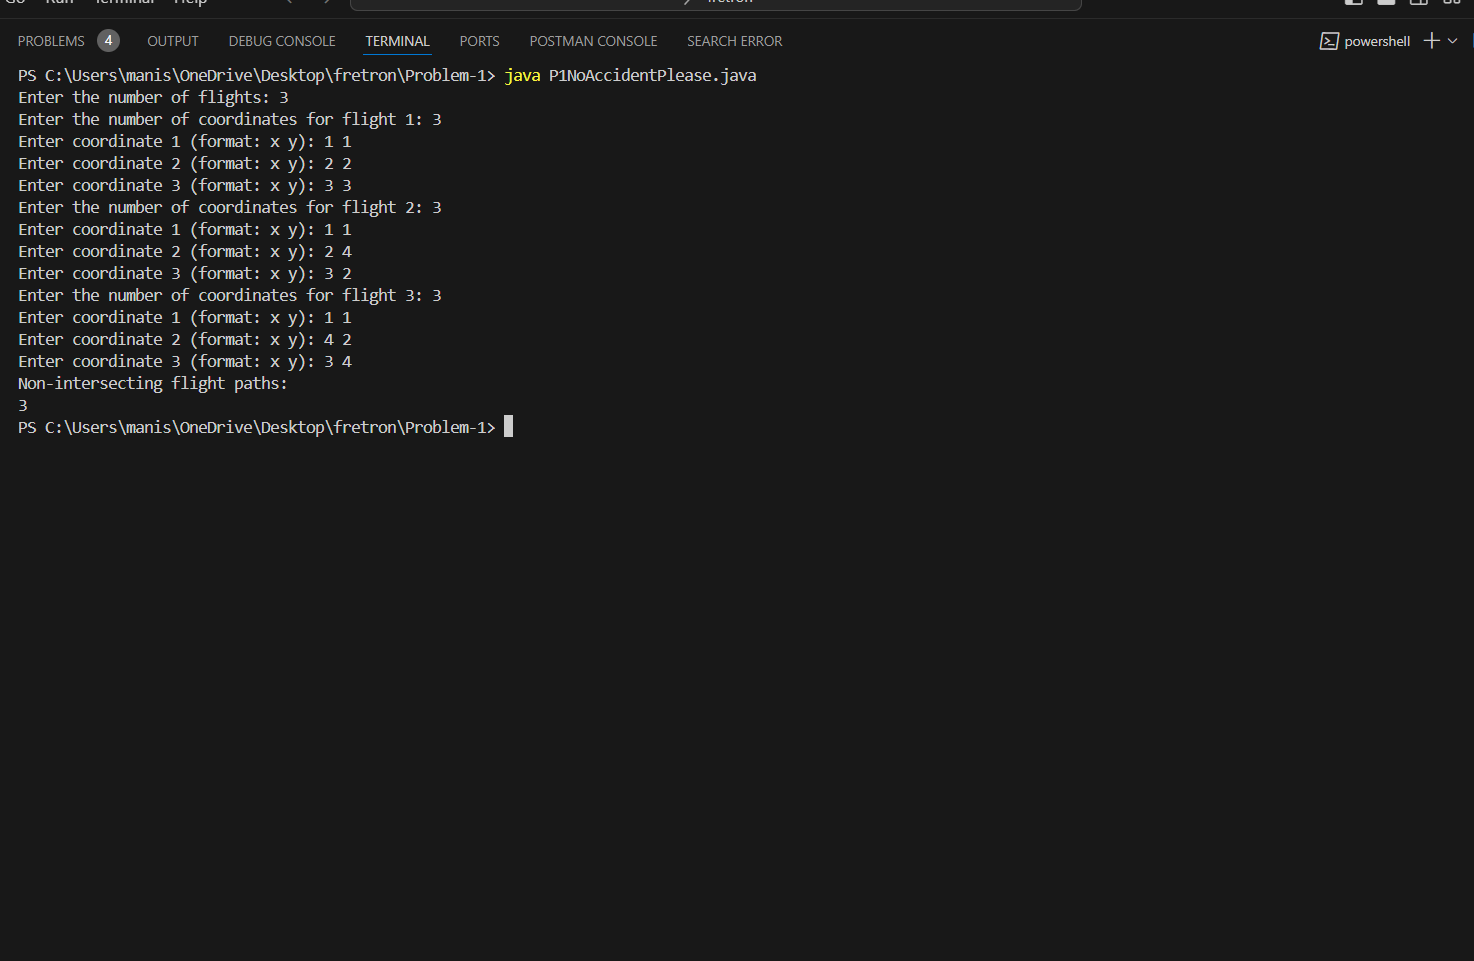 Go Run Terminal Help fretron
PROBLEMS 4 OUTPUT DEBUG CONSOLE TERMINAL PORTS POSTMAN CONSOLE SEARCH ERROR powershell
PS C:\Users\manis\OneDrive\Desktop\fretron\Problem-1> java P1NoAccidentPlease.java
Enter the number of flights: 3
Enter the number of coordinates for flight 1: 3
Enter coordinate 1 (format: x y): 1 1
Enter coordinate 2 (format: x y): 2 2
Enter coordinate 3 (format: x y): 3 3
Enter the number of coordinates for flight 2: 3
Enter coordinate 1 (format: x y): 1 1
Enter coordinate 2 (format: x y): 2 4
Enter coordinate 3 (format: x y): 3 2
Enter the number of coordinates for flight 3: 3
Enter coordinate 1 (format: x y): 1 1
Enter coordinate 2 (format: x y): 4 2
Enter coordinate 3 (format: x y): 3 4
Non-intersecting flight paths:
3
PS C:\Users\manis\OneDrive\Desktop\fretron\Problem-1>